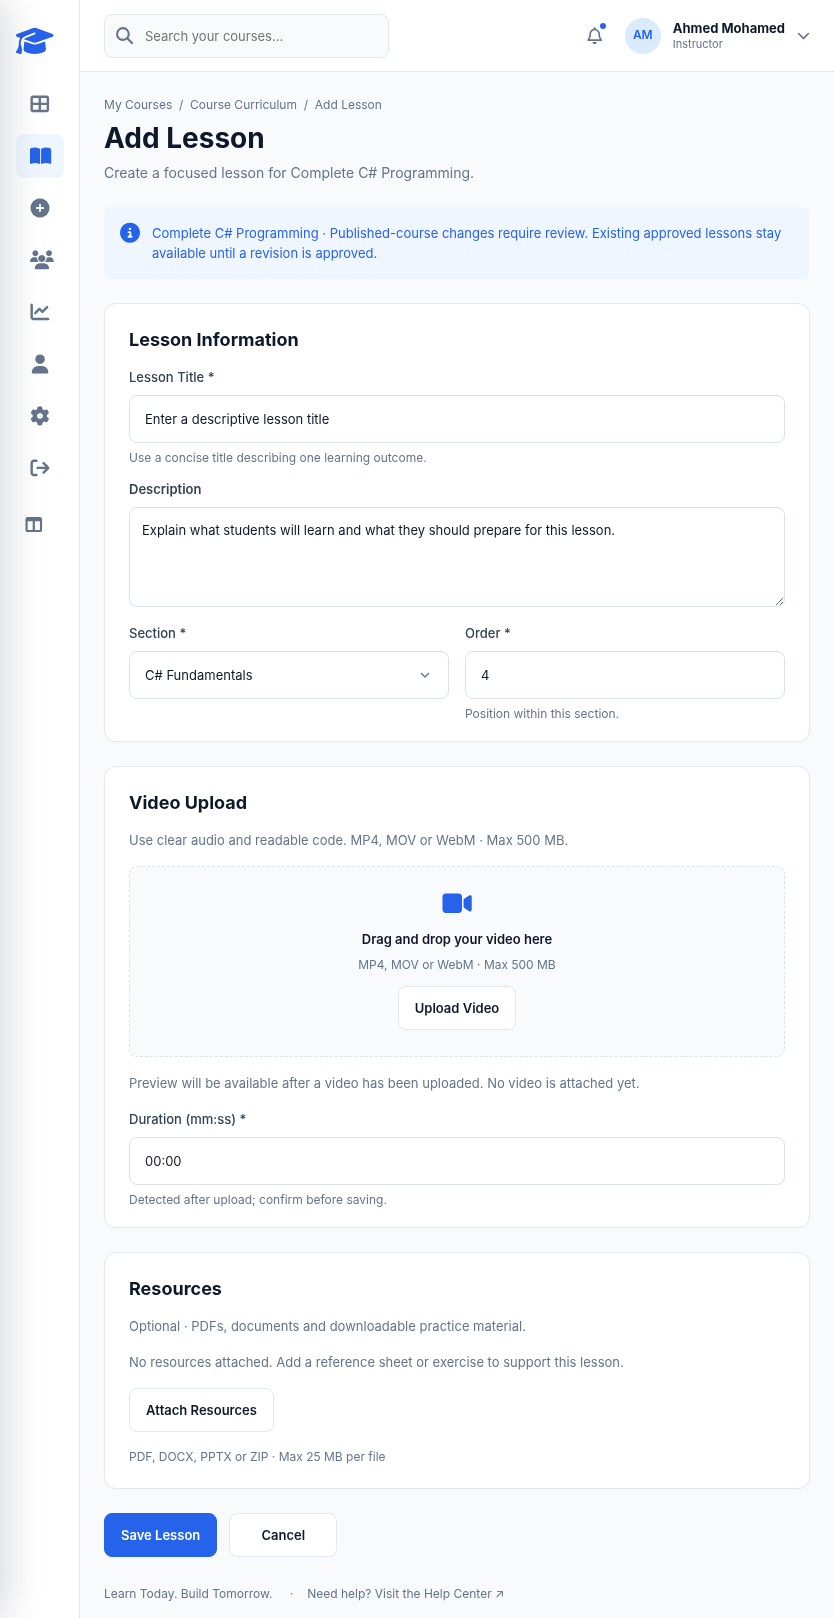 Search your courses...
AM
Ahmed Mohamed
Instructor
My Courses / Course Curriculum / Add Lesson
Add Lesson
Create a focused lesson for Complete C# Programming.
Complete C# Programming · Published-course changes require review. Existing approved lessons stay
available until a revision is approved.
Lesson Information
Lesson Title *
Enter a descriptive lesson title
Use a concise title describing one learning outcome.
Description
Explain what students will learn and what they should prepare for this lesson.
Section *
Order *
C# Fundamentals
4
Position within this section.
Video Upload
Use clear audio and readable code. MP4, MOV or WebM · Max 500 MB.
Drag and drop your video here
MP4, MOV or WebM · Max 500 MB
Upload Video
Preview will be available after a video has been uploaded. No video is attached yet.
Duration (mm:ss) *
00:00
Detected after upload; confirm before saving.
Resources
Optional · PDFs, documents and downloadable practice material.
No resources attached. Add a reference sheet or exercise to support this lesson.
Attach Resources
PDF, DOCX, PPTX or ZIP · Max 25 MB per file
Save Lesson
Cancel
Learn Today. Build Tomorrow. · Need help? Visit the Help Center ↗